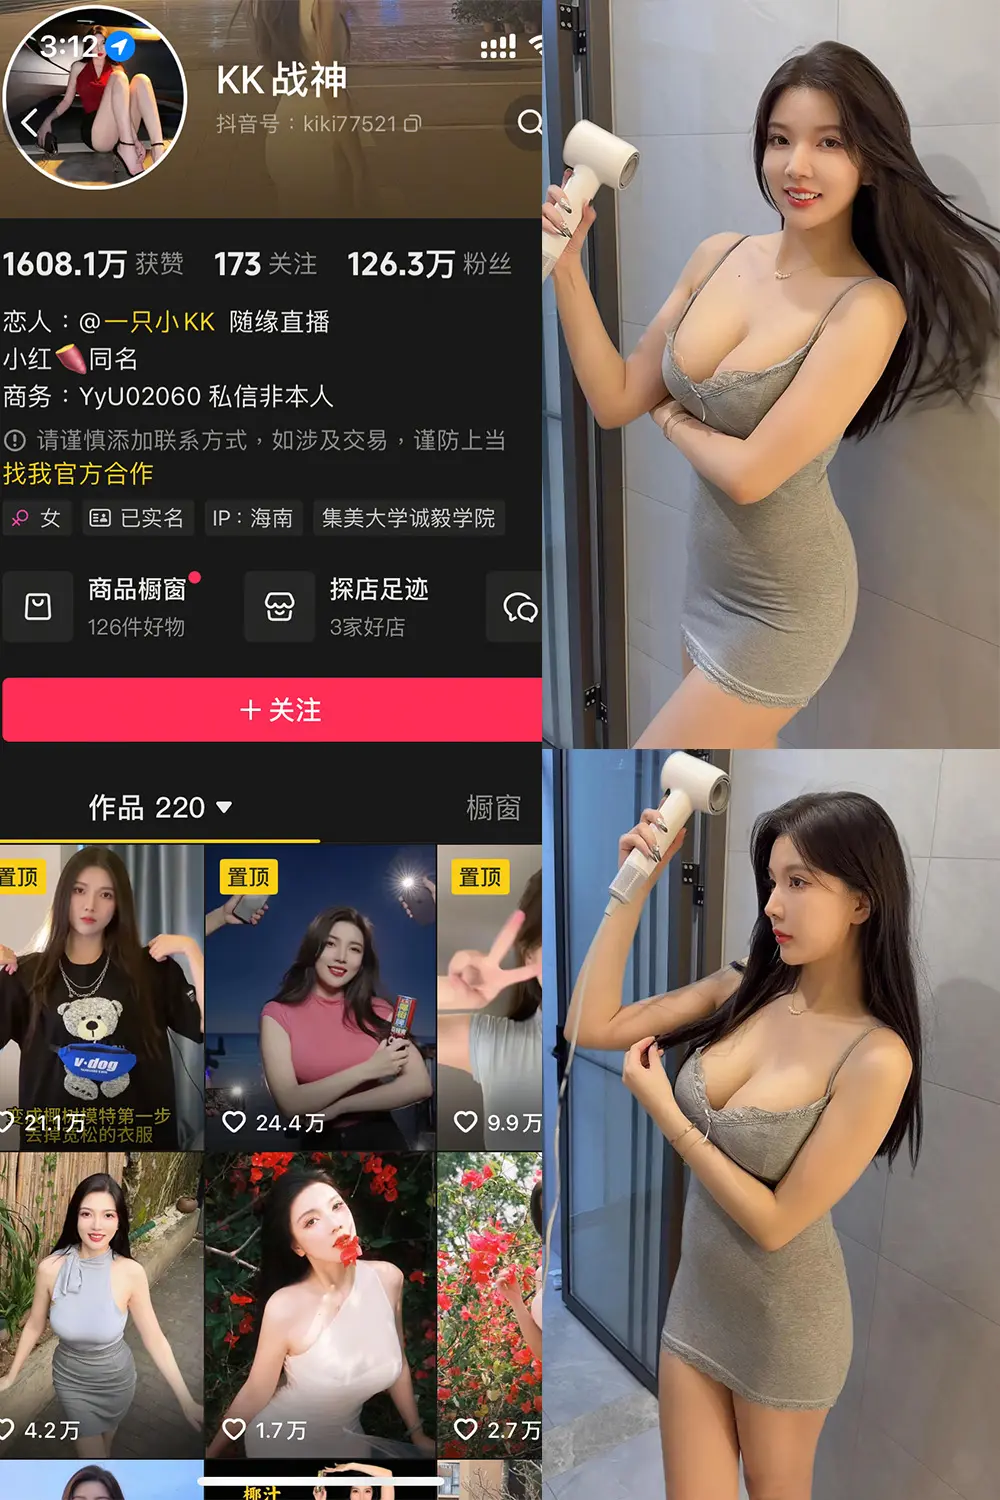 3:12
KK战神
抖音号：kiki77521
1608.1万 获赞 173 关注 126.3万 粉丝
恋人：@一只小KK 随缘直播
小红🍠同名
商务：YyU02060 私信非本人
请谨慎添加联系方式，如涉及交易，谨防上当
找我官方合作
女 已实名 IP：海南 集美大学诚毅学院
商品橱窗 探店足迹
126件好物 3家好店
+ 关注
作品 220 橱窗
置顶 置顶 置顶
v·dog
变成椰树模特第一步
去掉宽松的衣服
21.1万 24.4万 9.9万
4.2万 1.7万 2.7万
椰汁